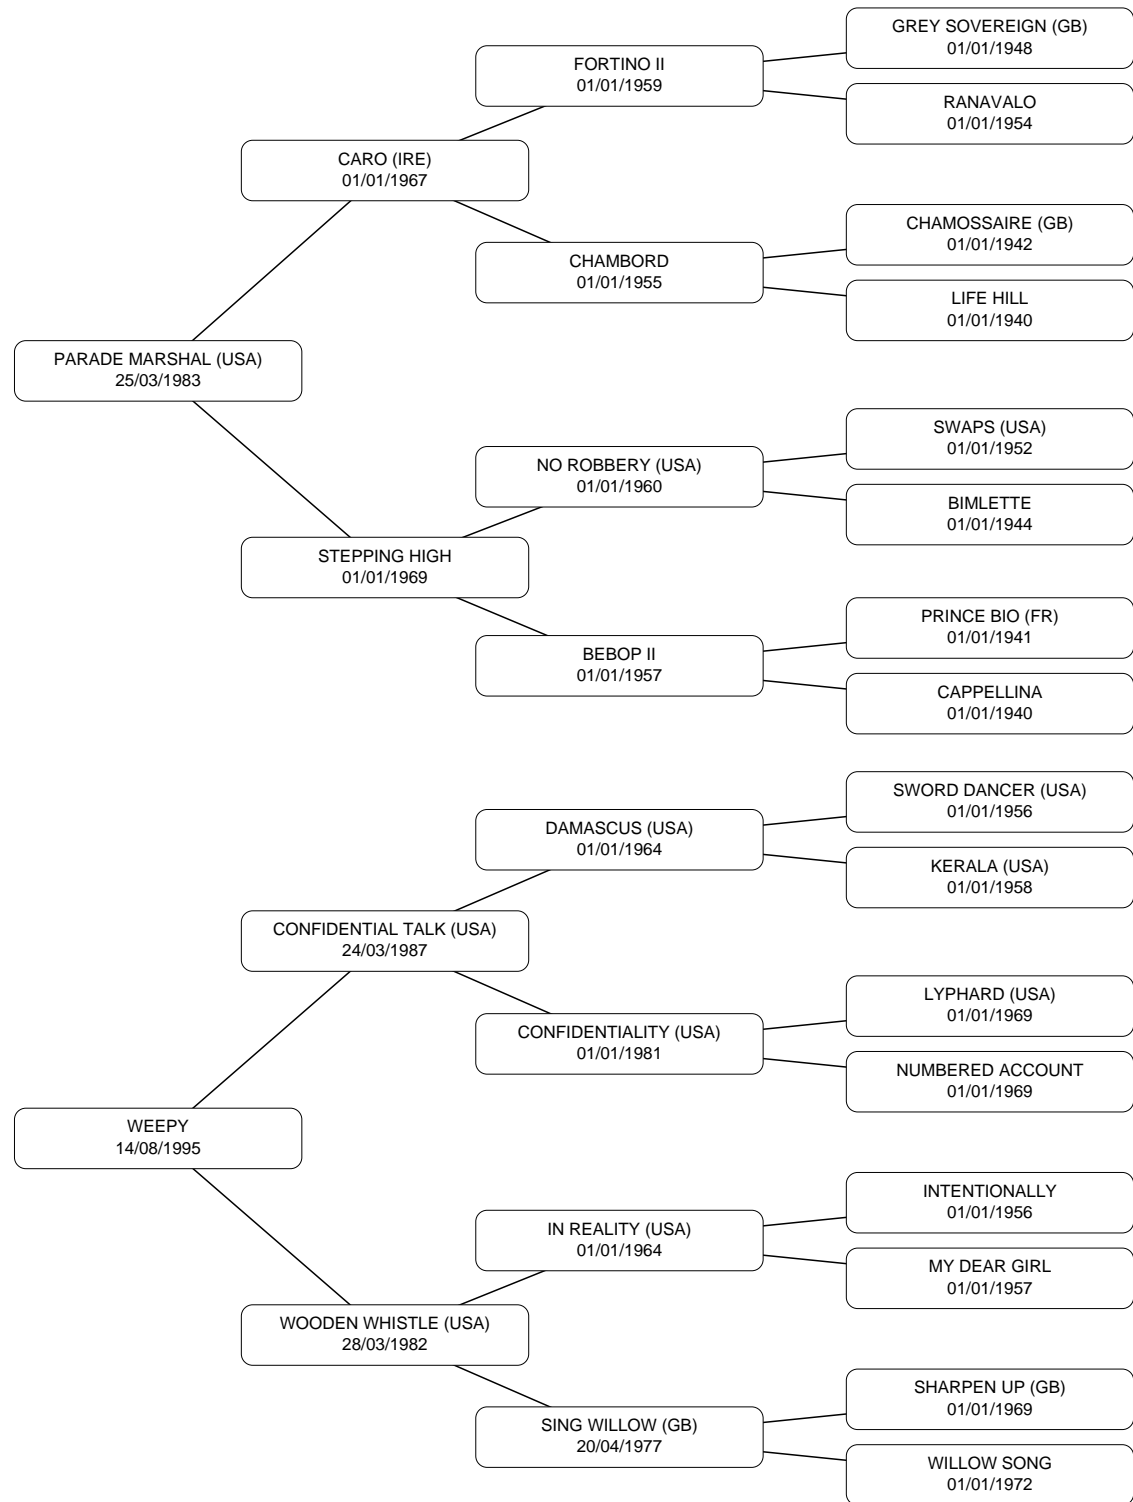 GREY SOVEREIGN (GB)
01/01/1948
FORTINO II
01/01/1959
RANAVALO
01/01/1954
CARO (IRE)
01/01/1967
CHAMOSSAIRE (GB)
01/01/1942
CHAMBORD
01/01/1955
LIFE HILL
01/01/1940
PARADE MARSHAL (USA)
25/03/1983
SWAPS (USA)
01/01/1952
NO ROBBERY (USA)
01/01/1960
BIMLETTE
01/01/1944
STEPPING HIGH
01/01/1969
PRINCE BIO (FR)
01/01/1941
BEBOP II
01/01/1957
CAPPELLINA
01/01/1940
SWORD DANCER (USA)
01/01/1956
DAMASCUS (USA)
01/01/1964
KERALA (USA)
01/01/1958
CONFIDENTIAL TALK (USA)
24/03/1987
LYPHARD (USA)
01/01/1969
CONFIDENTIALITY (USA)
01/01/1981
NUMBERED ACCOUNT
01/01/1969
WEEPY
14/08/1995
INTENTIONALLY
01/01/1956
IN REALITY (USA)
01/01/1964
MY DEAR GIRL
01/01/1957
WOODEN WHISTLE (USA)
28/03/1982
SHARPEN UP (GB)
01/01/1969
SING WILLOW (GB)
20/04/1977
WILLOW SONG
01/01/1972